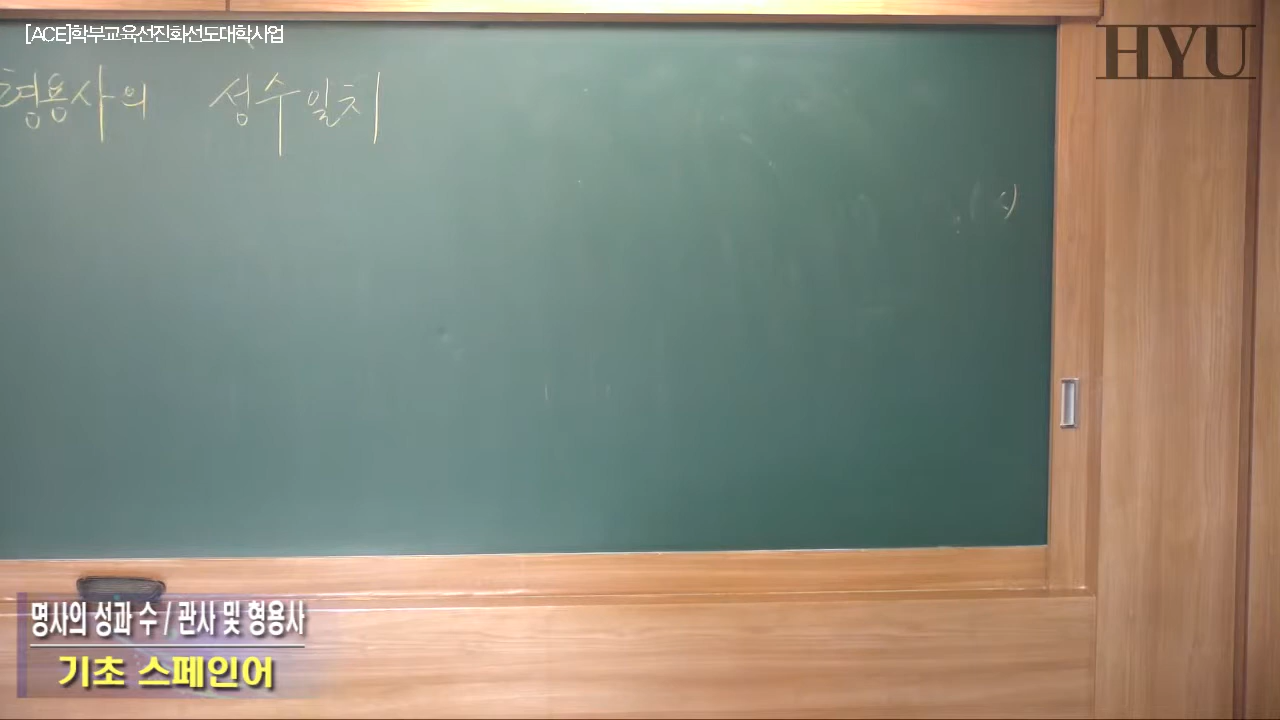 [ACE]학부교육선진화선도대학사업
HYU
형용사의 성수일치
명사의 성과 수 / 관사 및 형용사
기초 스페인어